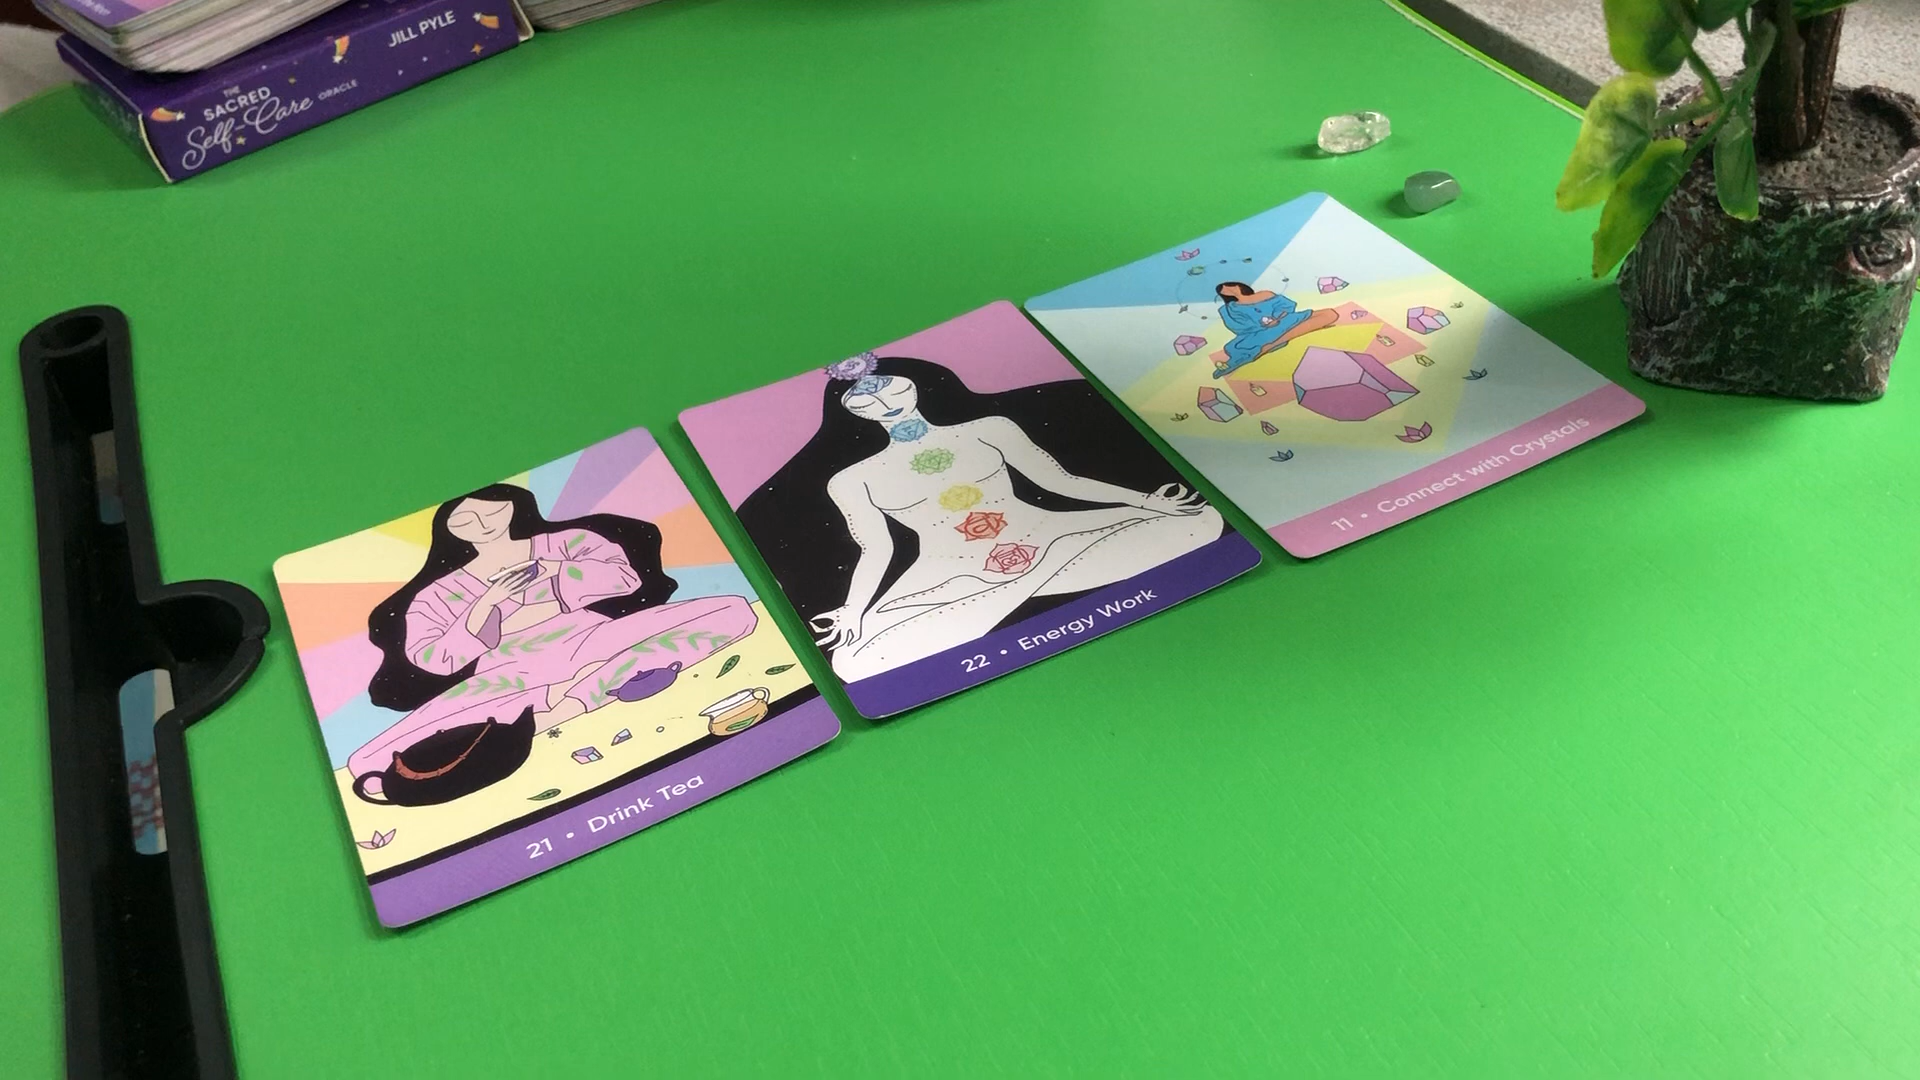 JILL PYLE
THE
SACRED
Self-Care ORACLE
11 • Connect with Crystals
22 • Energy Work
21 • Drink Tea